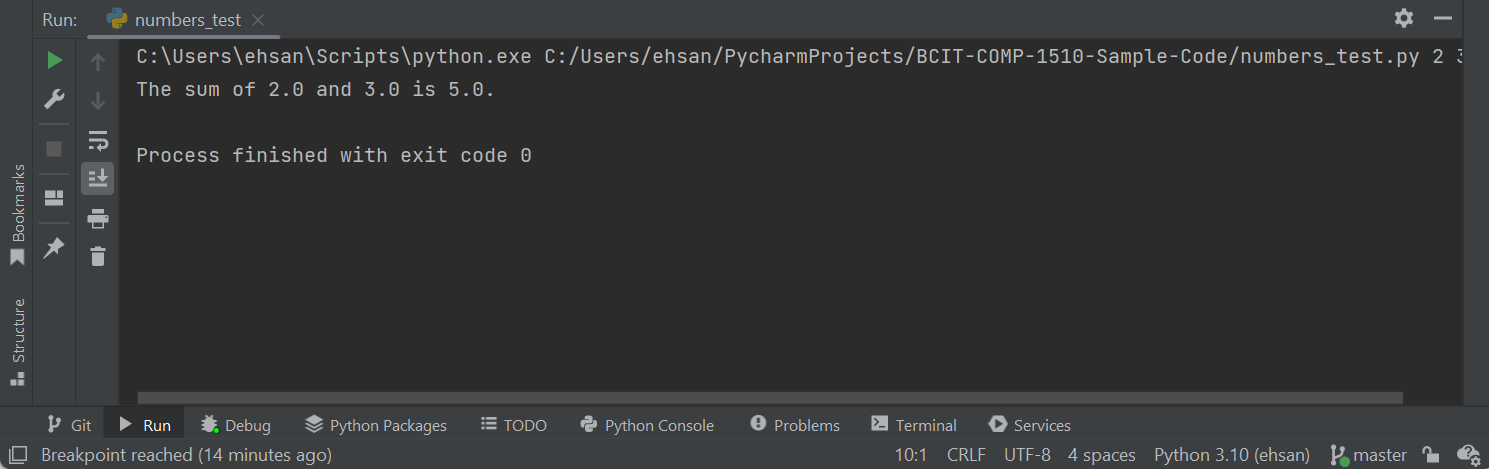 Run: numbers_test
C:\Users\ehsan\Scripts\python.exe C:/Users/ehsan/PycharmProjects/BCIT-COMP-1510-Sample-Code/numbers_test.py 2 3
The sum of 2.0 and 3.0 is 5.0.
Process finished with exit code 0
Bookmarks
Structure
Git Run Debug Python Packages TODO Python Console Problems Terminal Services
Breakpoint reached (14 minutes ago) 10:1 CRLF UTF-8 4 spaces Python 3.10 (ehsan) master